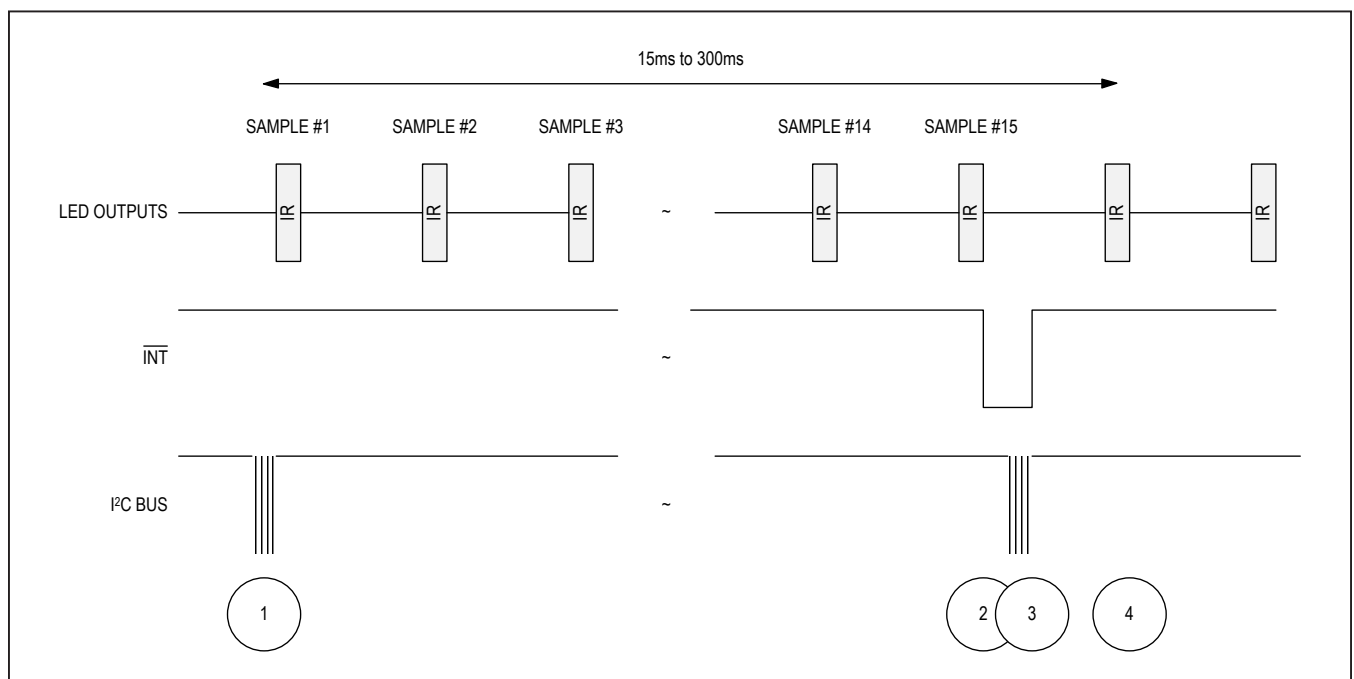 15ms to 300ms
SAMPLE #1 SAMPLE #2 SAMPLE #3 SAMPLE #14 SAMPLE #15
LED OUTPUTS IR IR IR ~ IR IR IR IR
INT ~
I²C BUS ~
1 2 3 4